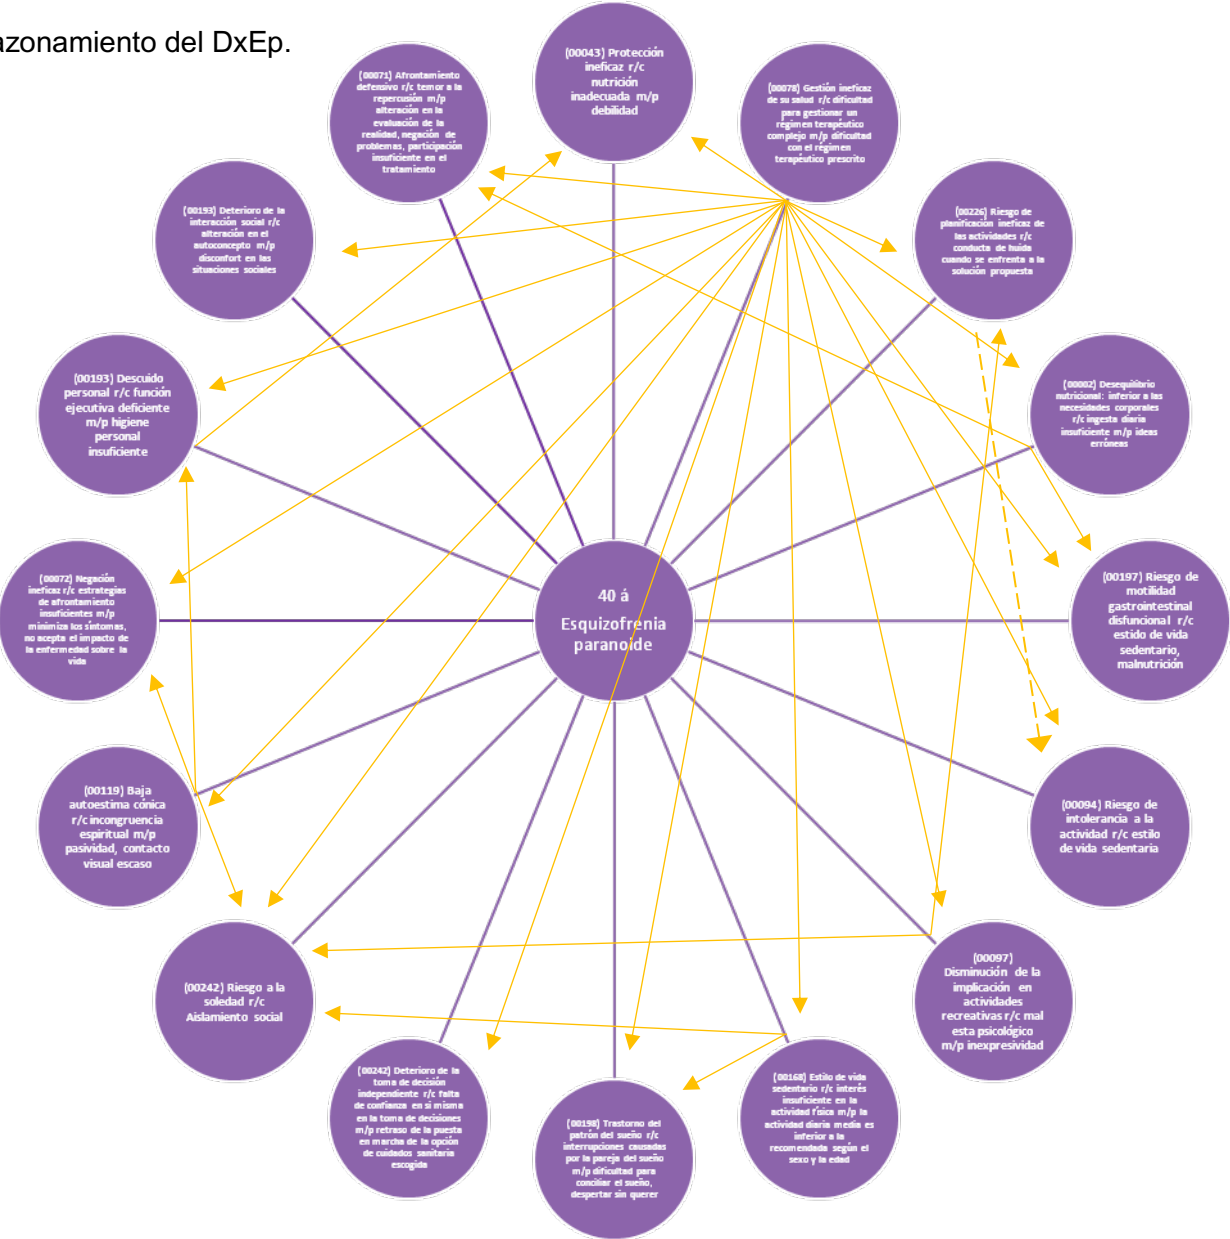 azonamiento del DxEp.
(00043) Protección
ineficaz r/c
nutrición
inadecuada m/p
debilidad
(00078) Gestión ineficaz
de su salud r/c dificultad
para gestionar un
régimen terapéutico
complejo m/p dificultad
con el régimen
terapéutico prescrito
(00226) Riesgo de
planificación ineficaz de
las actividades r/c
conducta de huida
cuando se enfrenta a la
solución propuesta
(00002) Desequilibrio
nutricional: inferior a las
necesidades corporales
r/c ingesta diaria
insuficiente m/p ideas
erróneas
(00197) Riesgo de
motilidad
gastrointestinal
disfuncional r/c
estido de vida
sedentario,
malnutrición
(00094) Riesgo de
intolerancia a la
actividad r/c estilo
de vida sedentaria
(00097)
Disminución de la
implicación en
actividades
recreativas r/c mal
esta psicológico
m/p inexpresividad
(00168) Estilo de vida
sedentario r/c interés
insuficiente en la
actividad física m/p la
actividad diaria media es
inferior a la
recomendada según el
sexo y la edad
(00198) Trastorno del
patrón del sueño r/c
interrupciones causadas
por la pareja del sueño
m/p dificultad para
conciliar el sueño,
despertar sin querer
(00242) Deterioro de la
toma de decisión
independiente r/c falta
de confianza en si misma
en la toma de decisiones
m/p retraso de la puesta
en marcha de la opción
de cuidados sanitaria
escogida
(00242) Riesgo a la
soledad r/c
Aislamiento social
(00119) Baja
autoestima cónica
r/c incongruencia
espiritual m/p
pasividad, contacto
visual escaso
(00072) Negación
ineficaz r/c estrategias
de afrontamiento
insuficientes m/p
minimiza los síntomas,
no acepta el impacto de
la enfermedad sobre la
vida
(00193) Descuido
personal r/c función
ejecutiva deficiente
m/p higiene
personal
insuficiente
(00193) Deterioro de la
interacción social r/c
alteración en el
autoconcepto m/p
disconfort en las
situaciones sociales
(00071) Afrontamiento
defensivo r/c temor a la
repercusión m/p
alteración en la
evaluación de la
realidad, negación de
problemas, participación
insuficiente en el
tratamiento
40 á
Esquizofrenia
paranoide